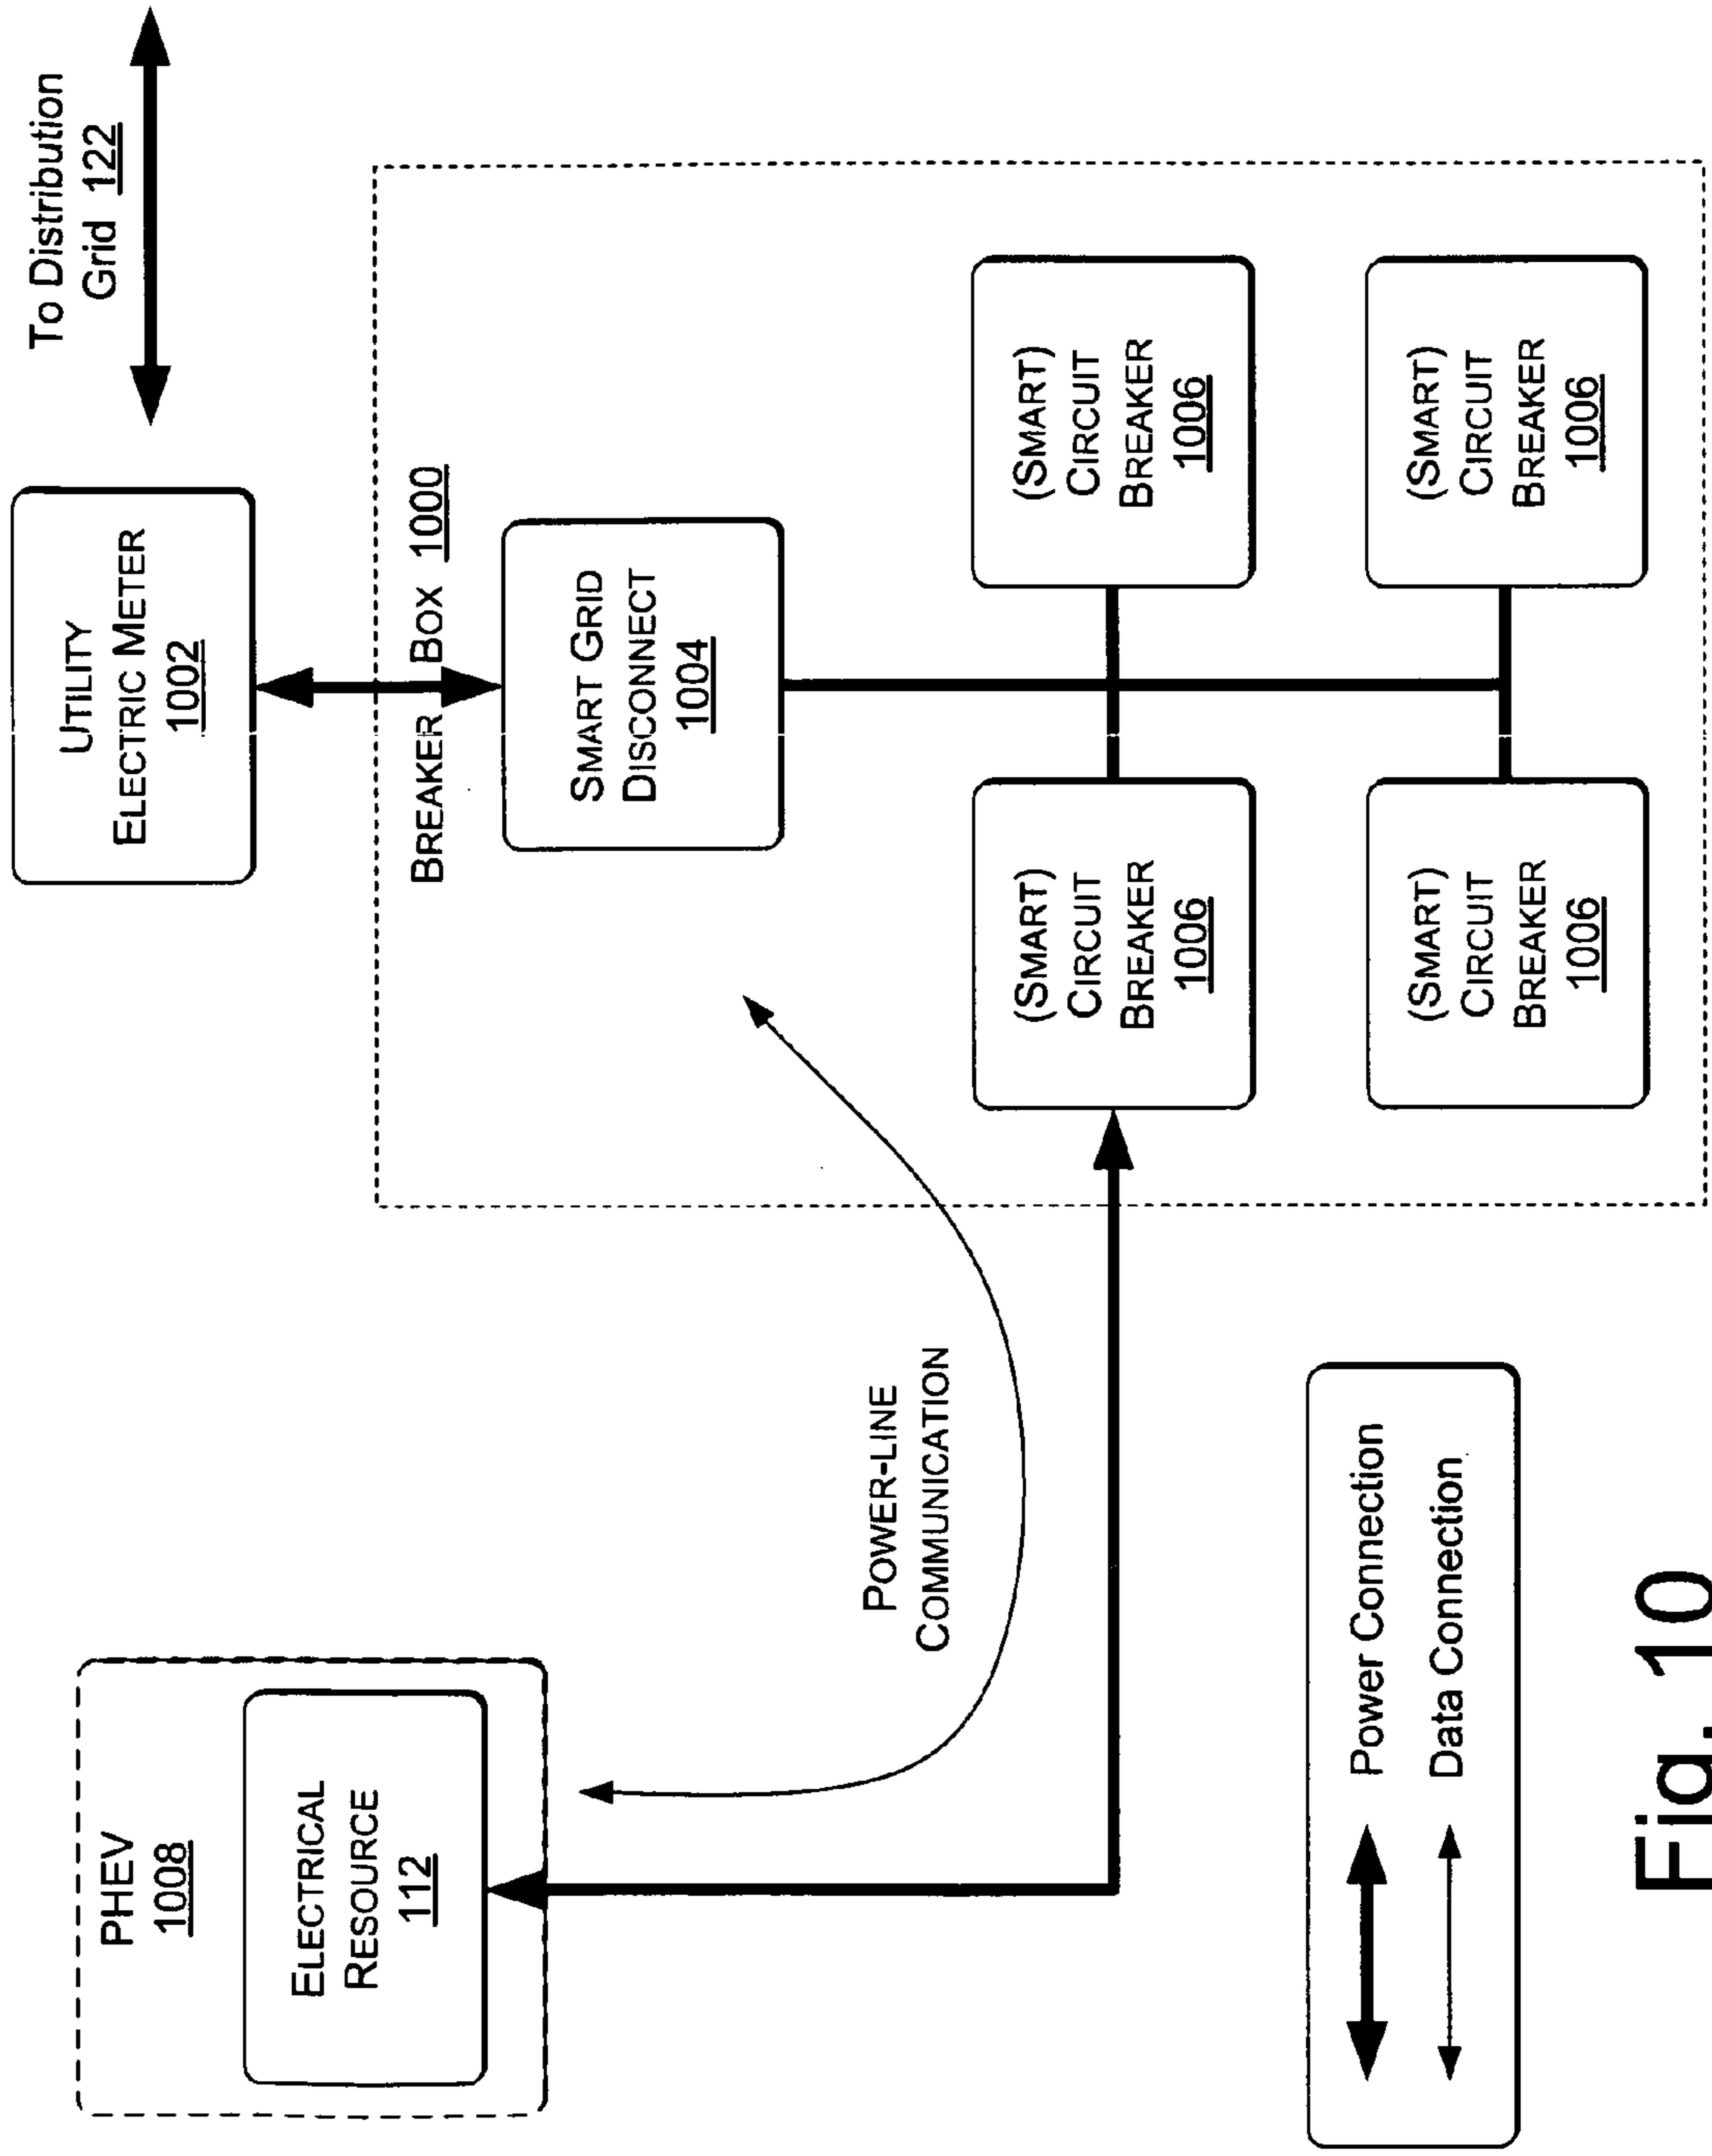 PHEV
1008
ELECTRICAL
RESOURCE
112
UTILITY
ELECTRIC METER
1002
To Distribution
Grid 122
BREAKER BOX 1000
SMART GRID
DISCONNECT
1004
POWER-LINE
COMMUNICATION
(SMART)
CIRCUIT
BREAKER
1006
(SMART)
CIRCUIT
BREAKER
1006
(SMART)
CIRCUIT
BREAKER
1006
(SMART)
CIRCUIT
BREAKER
1006
Power Connection
Data Connection
Fig. 10